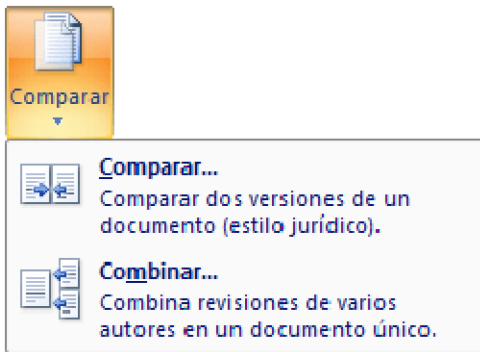 Comparar
Comparar...
Comparar dos versiones de un
documento (estilo jurídico).
Combinar...
Combina revisiones de varios
autores en un documento único.